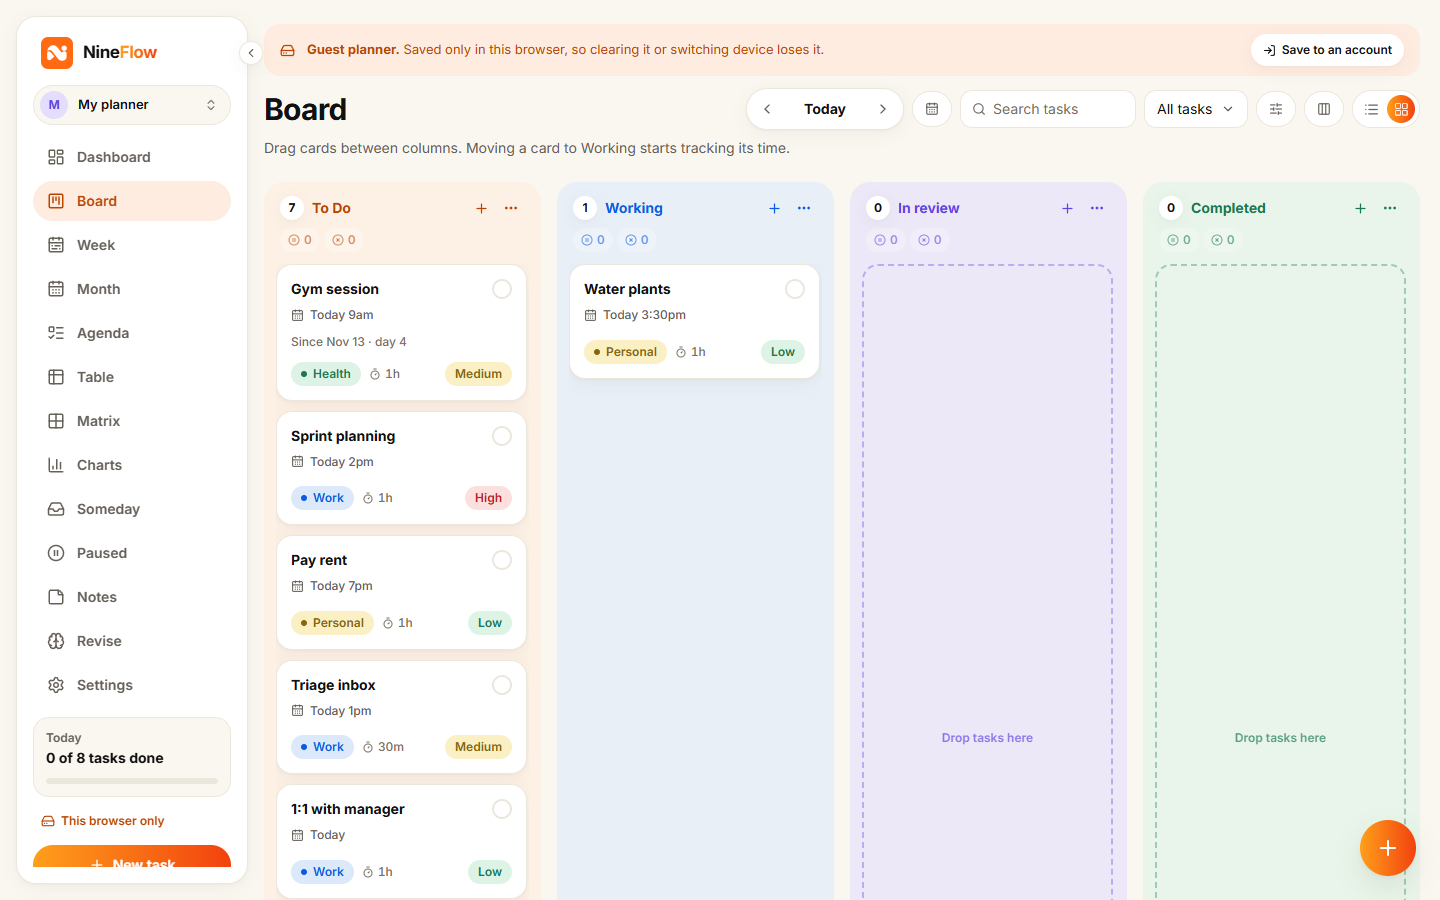 NineFlow
M My planner
Dashboard
Board
Week
Month
Agenda
Table
Matrix
Charts
Someday
Paused
Notes
Revise
Settings
Today
0 of 8 tasks done
This browser only
+ New task
Guest planner. Saved only in this browser, so clearing it or switching device loses it.
Save to an account
Board
Today
Search tasks
All tasks
Drag cards between columns. Moving a card to Working starts tracking its time.
7 To Do
0 0
Gym session
Today 9am
Since Nov 13 · day 4
Health 1h Medium
Sprint planning
Today 2pm
Work 1h High
Pay rent
Today 7pm
Personal 1h Low
Triage inbox
Today 1pm
Work 30m Medium
1:1 with manager
Today
Work 1h Low
1 Working
0 0
Water plants
Today 3:30pm
Personal 1h Low
0 In review
0 0
Drop tasks here
0 Completed
0 0
Drop tasks here